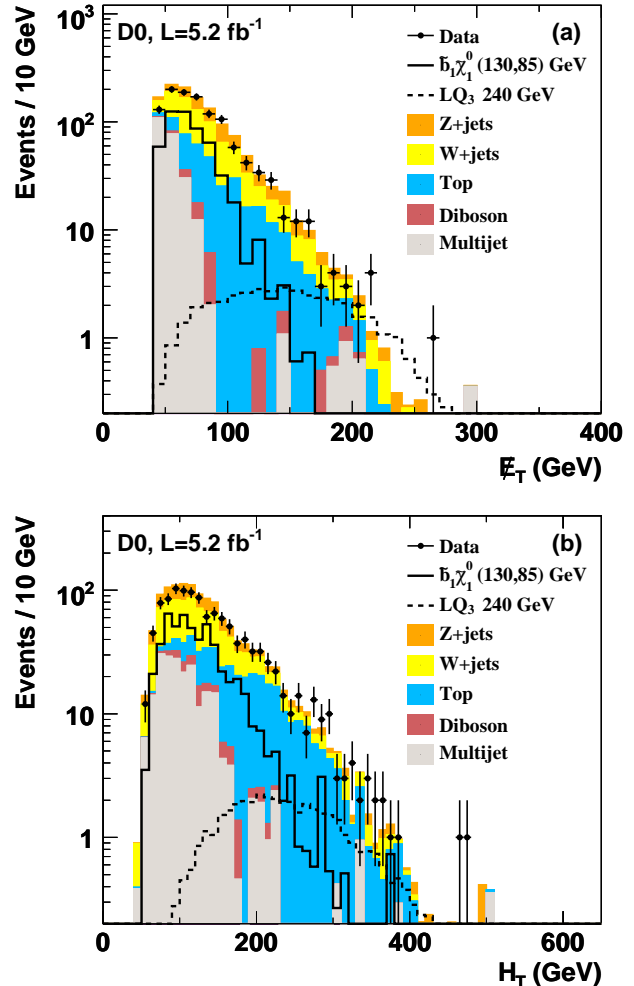 D0, L=5.2 fb⁻¹ (a)
Data
b̃₁χ̃₁⁰ (130,85) GeV
LQ₃ 240 GeV
Z+jets
W+jets
Top
Diboson
Multijet
Events / 10 GeV
10³
10²
10
1
0 100 200 300 400
E̸_T (GeV)
D0, L=5.2 fb⁻¹ (b)
Data
b̃₁χ̃₁⁰ (130,85) GeV
LQ₃ 240 GeV
Z+jets
W+jets
Top
Diboson
Multijet
Events / 10 GeV
10²
10
1
0 200 400 600
H_T (GeV)